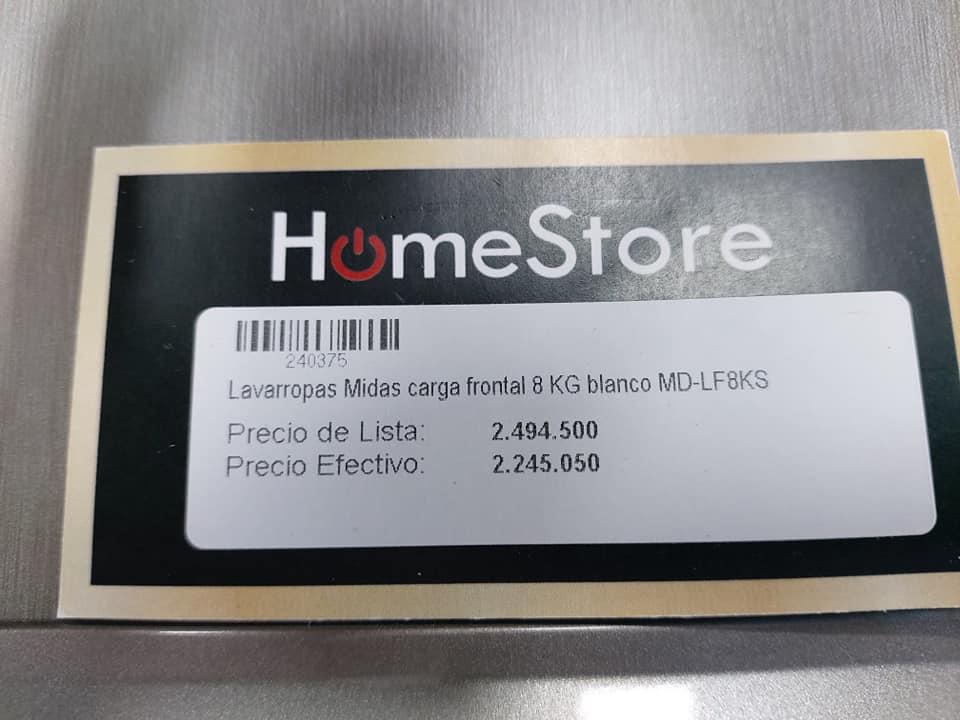 HomeStore
240375
Lavarropas Midas carga frontal 8 KG blanco MD-LF8KS
Precio de Lista: 2.494.500
Precio Efectivo: 2.245.050